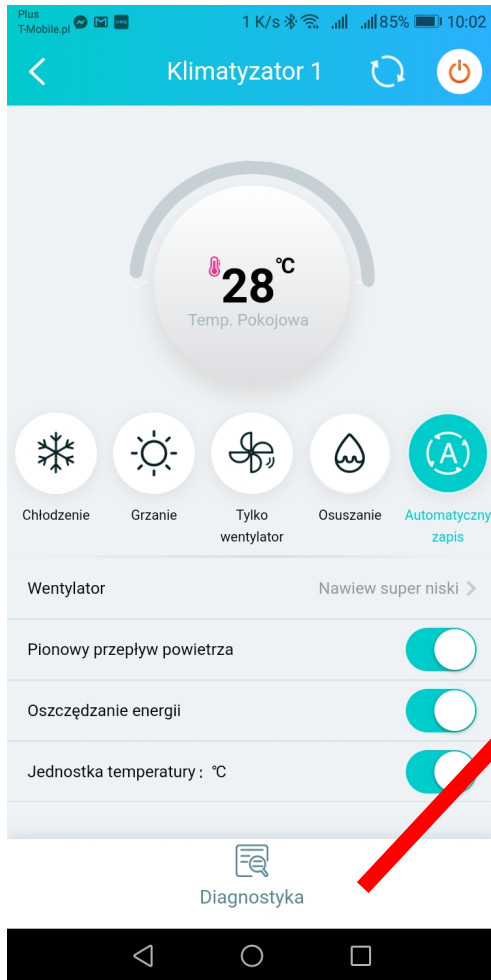 Plus
T-Mobile.pl 1 K/s 85% 10:02
Klimatyzator 1
28 °C
Temp. Pokojowa
Chłodzenie Grzanie Tylko wentylator Osuszanie Automatyczny zapis
A
Wentylator Nawiew super niski
Pionowy przepływ powietrza
Oszczędzanie energii
Jednostka temperatury: °C
Diagnostyka